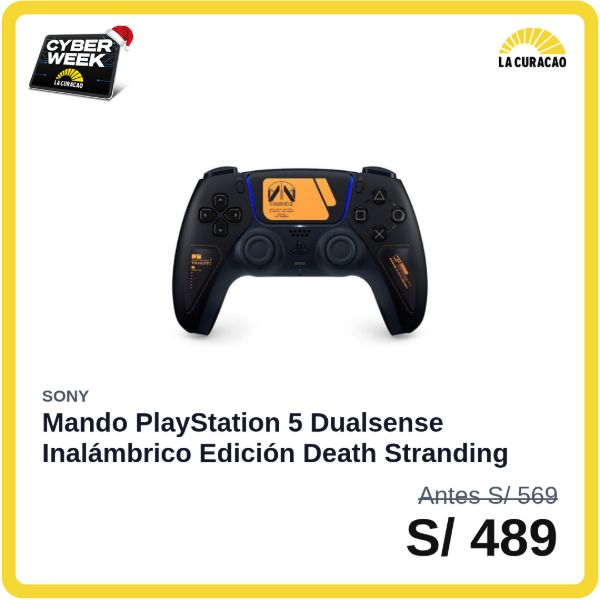 CYBER
WEEK
LA CURACAO
LA CURACAO
SONY
Mando PlayStation 5 Dualsense
Inalámbrico Edición Death Stranding
Antes S/ 569
S/ 489